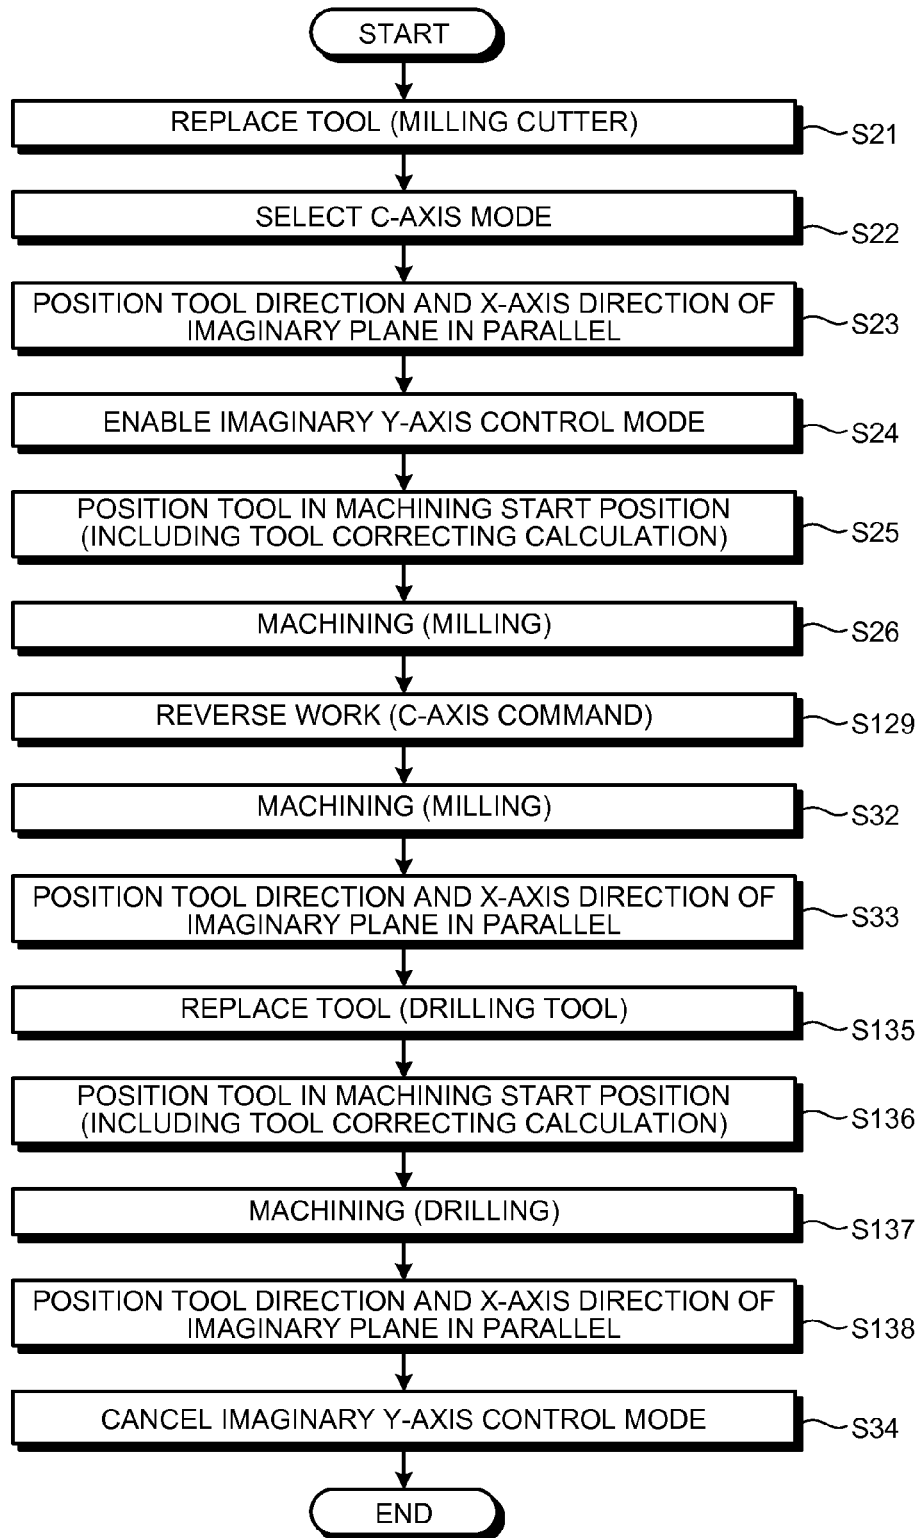 START
REPLACE TOOL (MILLING CUTTER)
S21
SELECT C-AXIS MODE
S22
POSITION TOOL DIRECTION AND X-AXIS DIRECTION OF
IMAGINARY PLANE IN PARALLEL
S23
ENABLE IMAGINARY Y-AXIS CONTROL MODE
S24
POSITION TOOL IN MACHINING START POSITION
(INCLUDING TOOL CORRECTING CALCULATION)
S25
MACHINING (MILLING)
S26
REVERSE WORK (C-AXIS COMMAND)
S129
MACHINING (MILLING)
S32
POSITION TOOL DIRECTION AND X-AXIS DIRECTION OF
IMAGINARY PLANE IN PARALLEL
S33
REPLACE TOOL (DRILLING TOOL)
S135
POSITION TOOL IN MACHINING START POSITION
(INCLUDING TOOL CORRECTING CALCULATION)
S136
MACHINING (DRILLING)
S137
POSITION TOOL DIRECTION AND X-AXIS DIRECTION OF
IMAGINARY PLANE IN PARALLEL
S138
CANCEL IMAGINARY Y-AXIS CONTROL MODE
S34
END